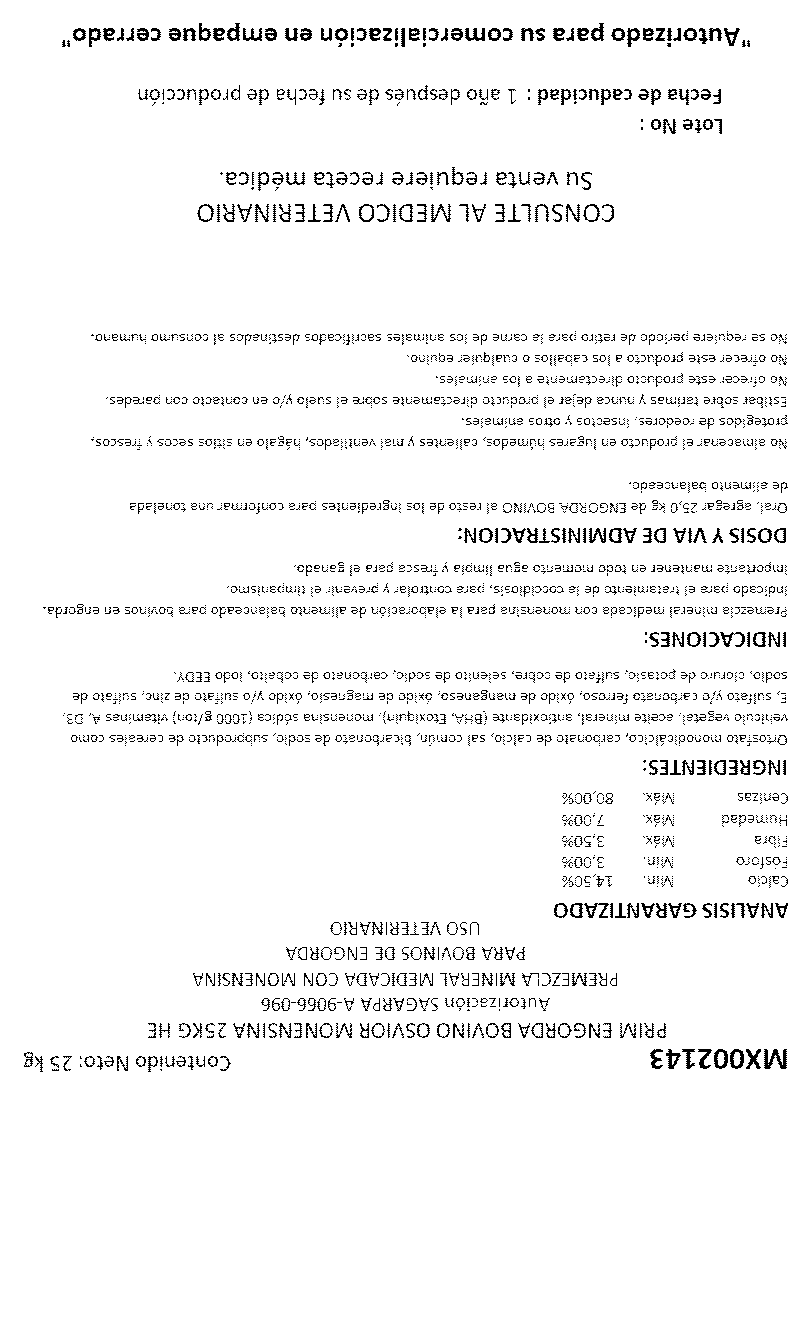 MX002143 Contenido Neto: 25 kg
PRIM ENGORDA BOVINO OSVIOR MONENSINA 25KG HE
Autorización SAGARPA A-9066-096
PREMEZCLA MINERAL MEDICADA CON MONENSINA
PARA BOVINOS DE ENGORDA
USO VETERINARIO
ANALISIS GARANTIZADO
Calcio Min. 14,50%
Fósforo Min. 3,00%
Fibra Máx. 3,50%
Humedad Máx. 7,00%
Cenizas Máx. 80,00%
INGREDIENTES:
Ortosfato monodicálcico, carbonato de calcio, sal común, bicarbonato de sodio, subproducto de cereales como
vehículo vegetal, aceite mineral, antioxidante (BHA, Etoxiquin), monensina sódica (1000 g/ton) vitaminas A, D3,
E, sulfato y/o carbonato ferroso, óxido de manganeso, óxido de magnesio, óxido y/o sulfato de zinc, sulfato de
sodio, cloruro de potasio, sulfato de cobre, selenito de sodio, carbonato de cobalto, iodo EEDY.
INDICACIONES:
Premezcla mineral medicada con monensina para la elaboración de alimento balanceado para bovinos en engorda.
Indicado para el tratamiento de la coccidiosis, para controlar y prevenir el timpanismo.
Importante mantener en todo momento agua limpia y fresca para el ganado.
DOSIS Y VIA DE ADMINISTRACION:
Oral, agregar 25,0 kg de ENGORDA BOVINO al resto de los ingredientes para conformar una tonelada
de alimento balanceado.
No almacenar el producto en lugares húmedos, calientes y mal ventilados, hágalo en sitios secos y frescos,
protegidos de roedores, insectos y otros animales.
Estibar sobre tarimas y nunca dejar el producto directamente sobre el suelo y/o en contacto con paredes.
No ofrecer este producto directamente a los animales.
No ofrecer este producto a los caballos o cualquier equino.
No se requiere periodo de retiro para la carne de los animales sacrificados destinados al consumo humano.
CONSULTE AL MEDICO VETERINARIO
Su venta requiere receta médica.
Lote No :
Fecha de caducidad : 1 año después de su fecha de producción
"Autorizado para su comercialización en empaque cerrado"